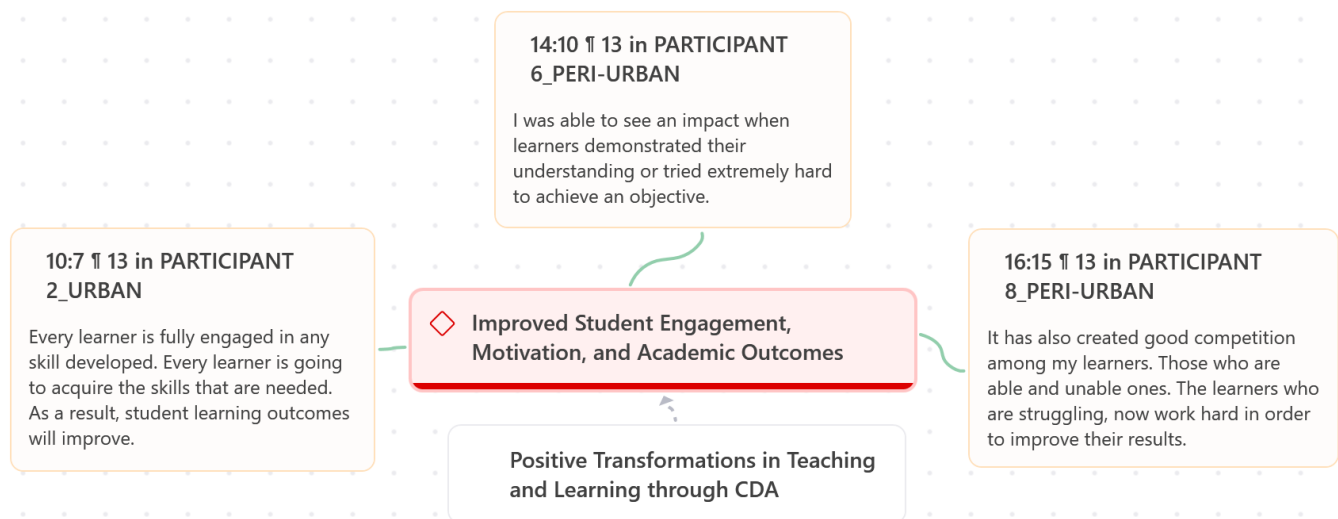 14:10 ¶ 13 in PARTICIPANT
6_PERI-URBAN
I was able to see an impact when
learners demonstrated their
understanding or tried extremely hard
to achieve an objective.
10:7 ¶ 13 in PARTICIPANT
2_URBAN
Every learner is fully engaged in any
skill developed. Every learner is going
to acquire the skills that are needed.
As a result, student learning outcomes
will improve.
Improved Student Engagement,
Motivation, and Academic Outcomes
16:15 ¶ 13 in PARTICIPANT
8_PERI-URBAN
It has also created good competition
among my learners. Those who are
able and unable ones. The learners who
are struggling, now work hard in order
to improve their results.
Positive Transformations in Teaching
and Learning through CDA